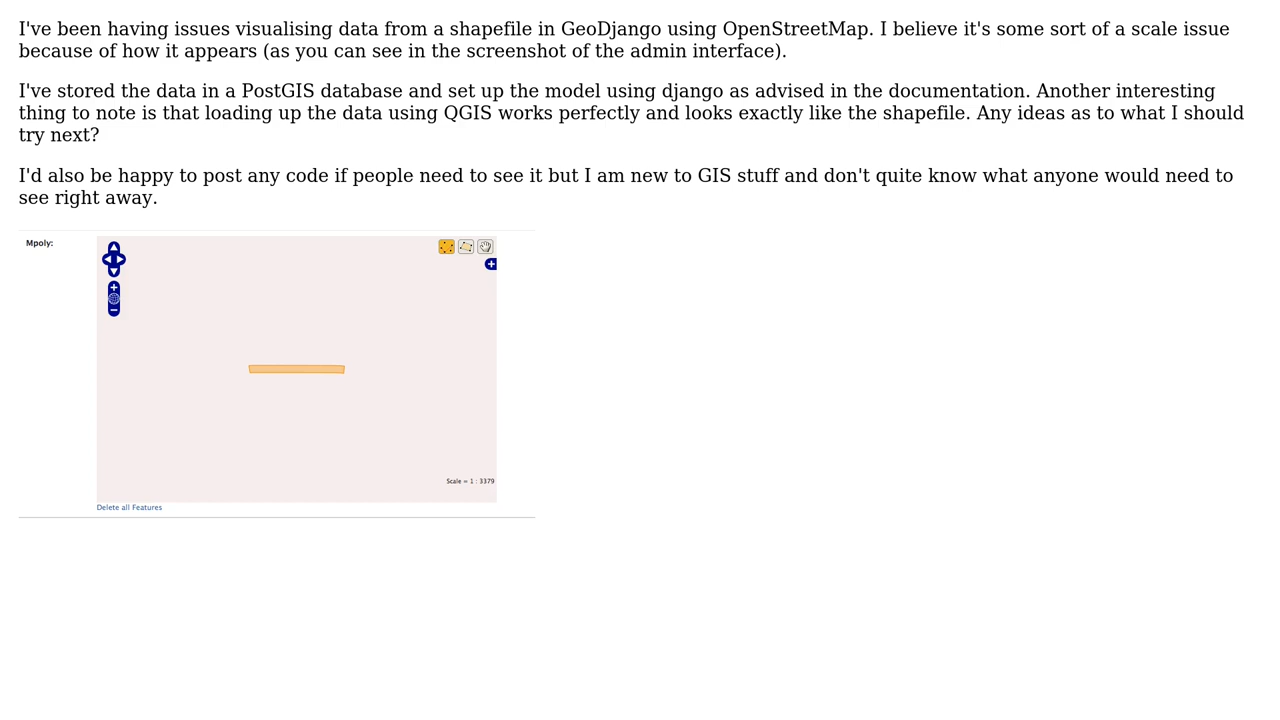 I've been having issues visualising data from a shapefile in GeoDjango using OpenStreetMap. I believe it's some sort of a scale issue
because of how it appears (as you can see in the screenshot of the admin interface).
I've stored the data in a PostGIS database and set up the model using django as advised in the documentation. Another interesting
thing to note is that loading up the data using QGIS works perfectly and looks exactly like the shapefile. Any ideas as to what I should
try next?
I'd also be happy to post any code if people need to see it but I am new to GIS stuff and don't quite know what anyone would need to
see right away.
Mpoly:
Scale = 1 : 3379
Delete all Features